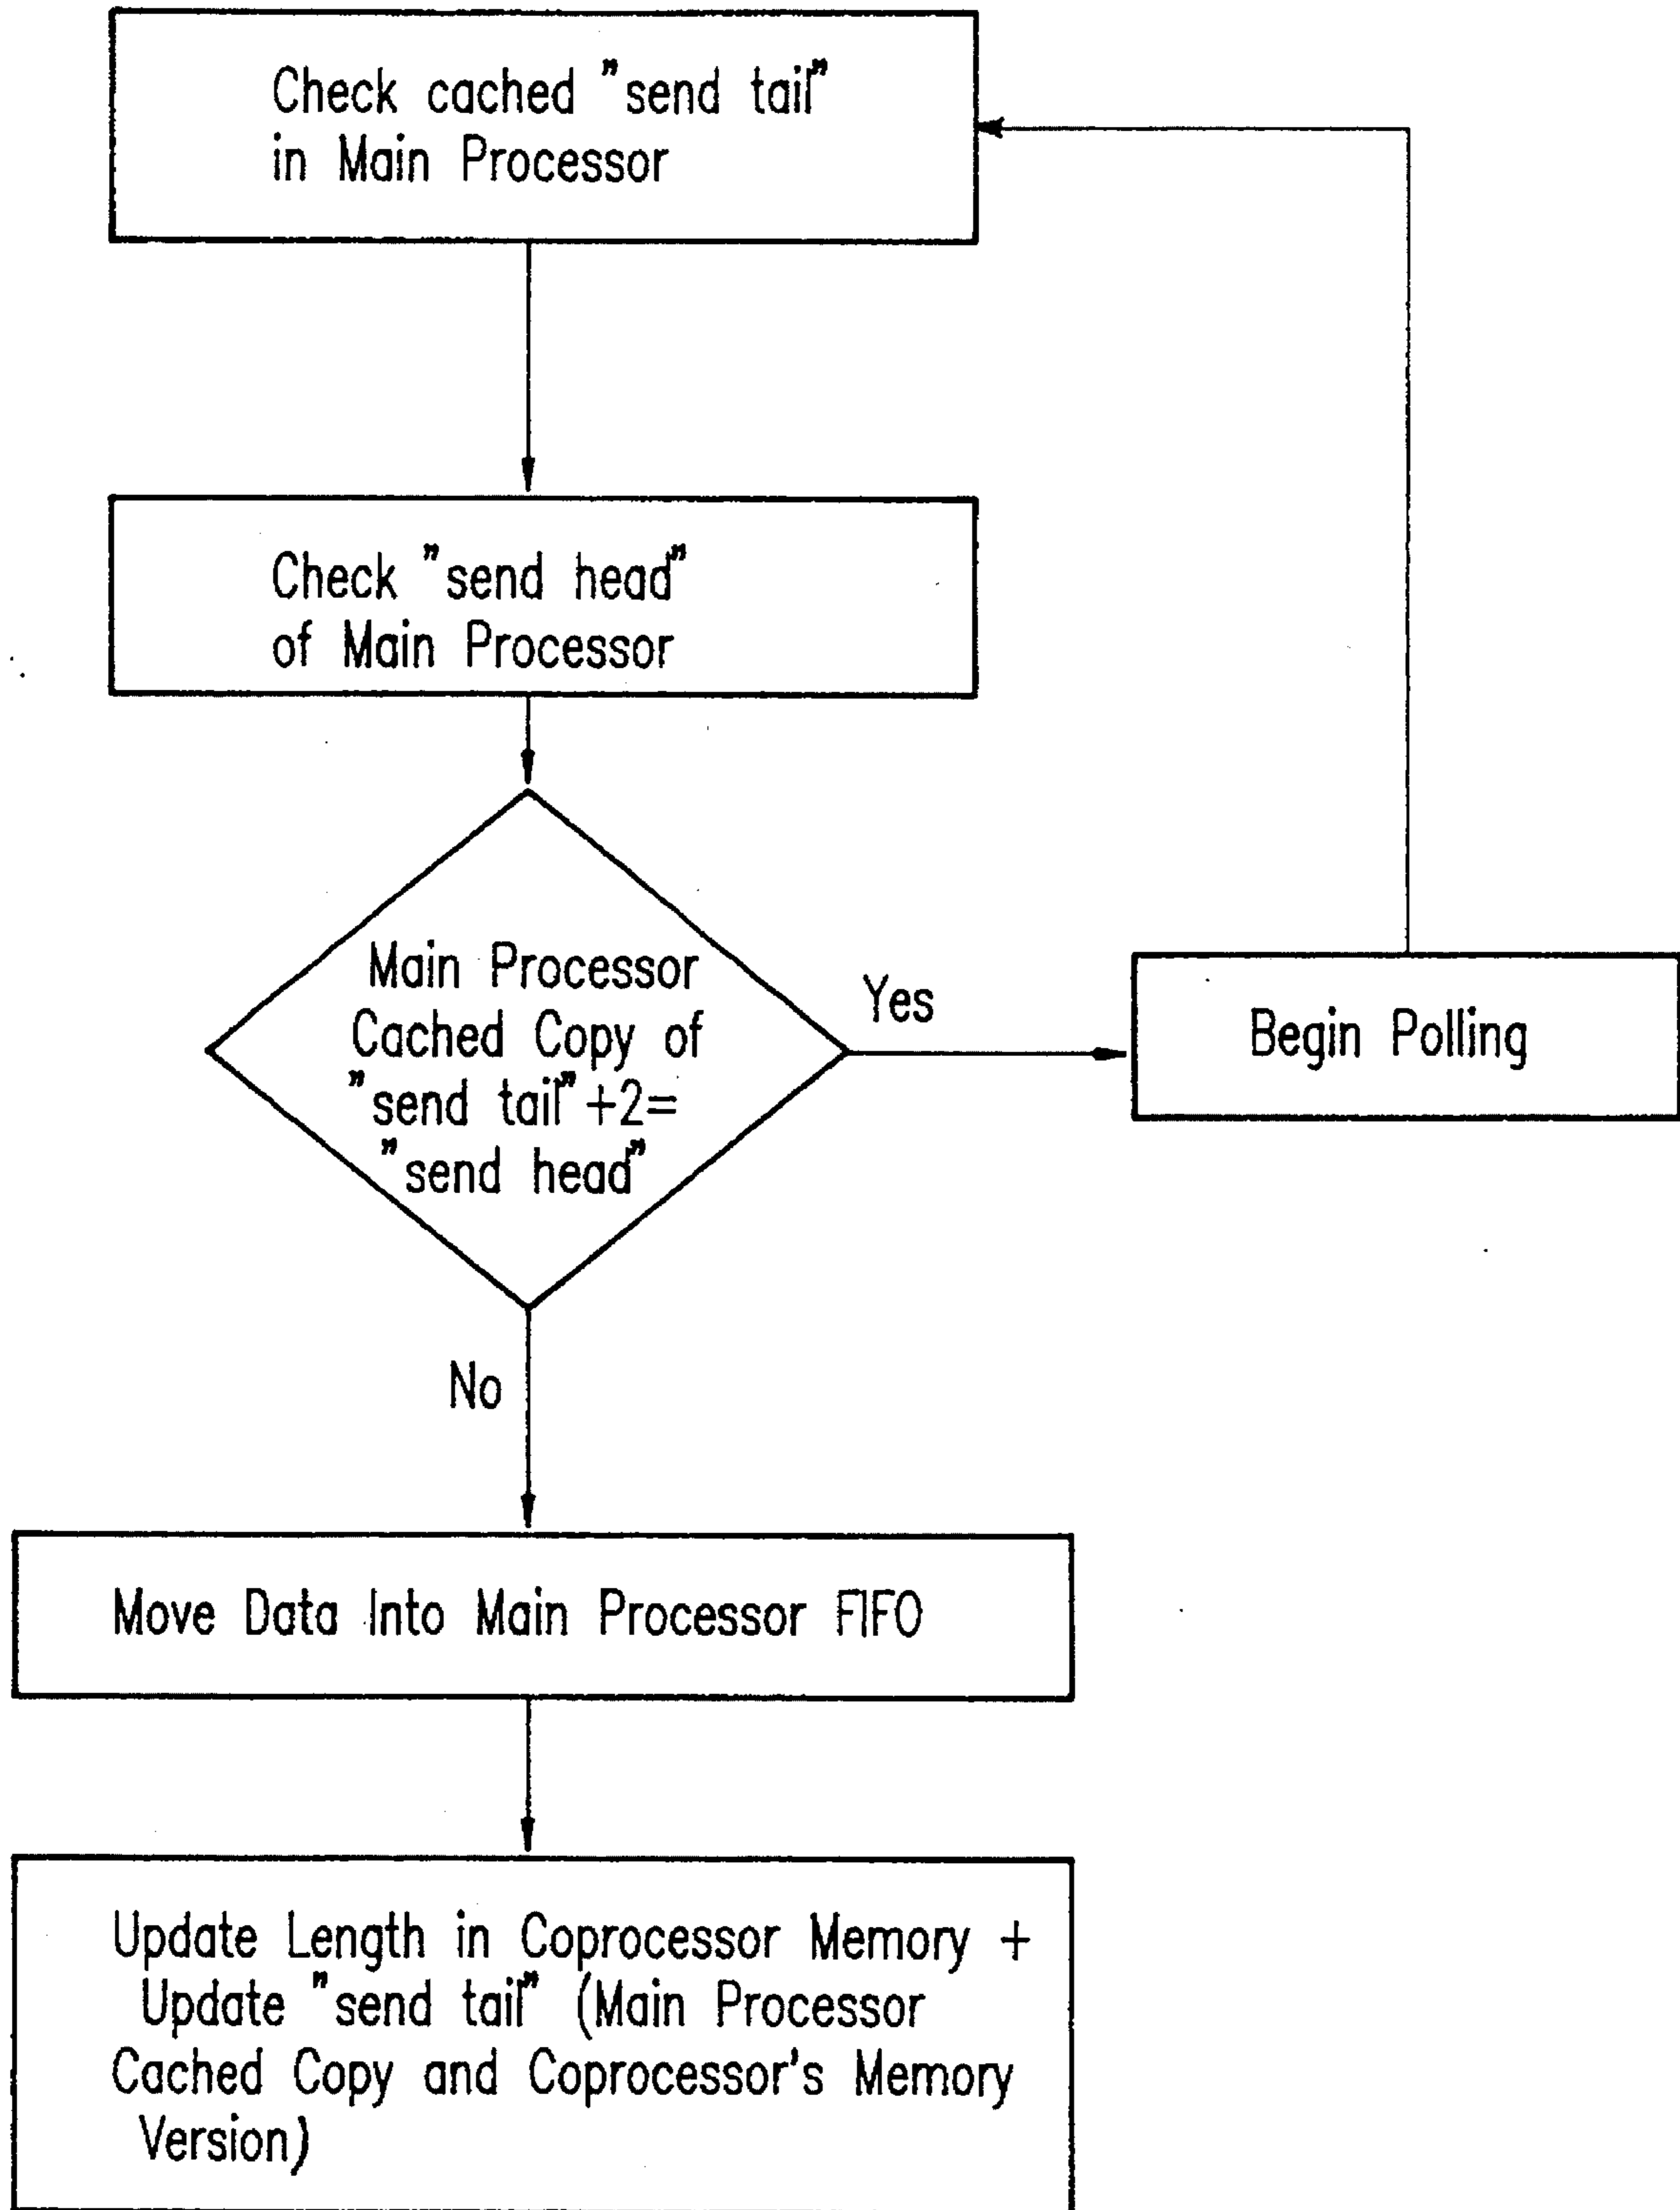 Check cached "send tail"
in Main Processor
Check "send head"
of Main Processor
Main Processor
Cached Copy of
"send tail"+2=
"send head"
Yes
Begin Polling
No
Move Data Into Main Processor FIFO
Update Length in Coprocessor Memory +
Update "send tail" (Main Processor
Cached Copy and Coprocessor's Memory
Version)